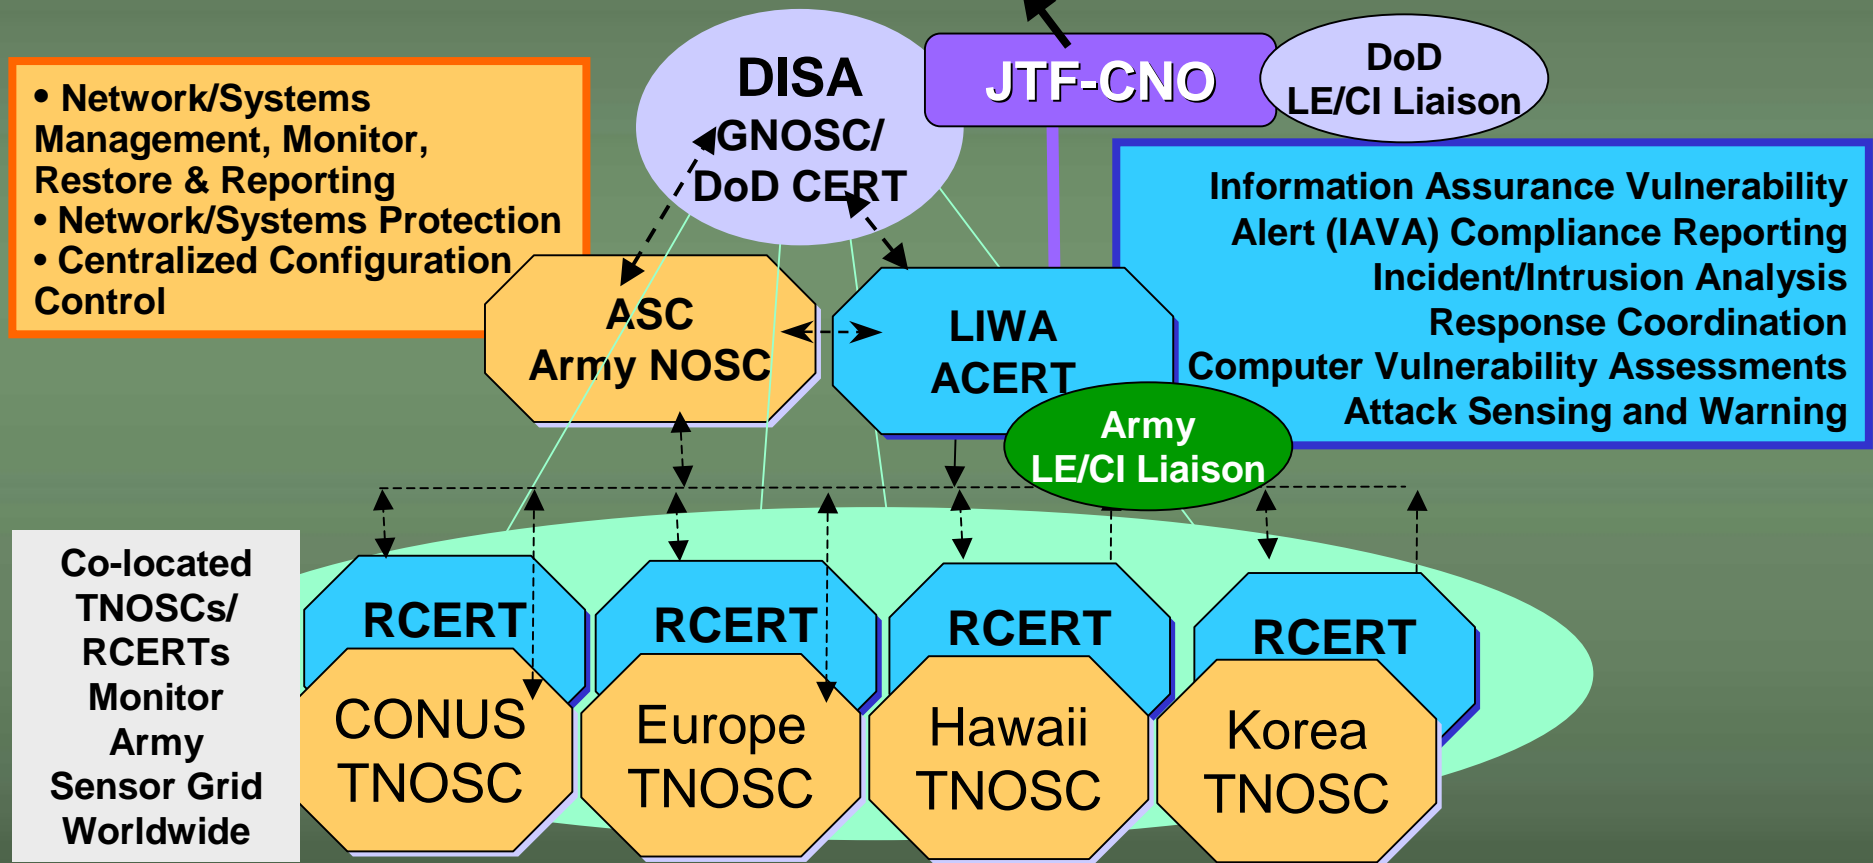 • Network/Systems
Management, Monitor,
Restore & Reporting
• Network/Systems Protection
• Centralized Configuration
Control
DISA
GNOSC/
DoD CERT
JTF-CNO
DoD
LE/CI Liaison
Information Assurance Vulnerability
Alert (IAVA) Compliance Reporting
Incident/Intrusion Analysis
Response Coordination
Computer Vulnerability Assessments
Attack Sensing and Warning
ASC
Army NOSC
LIWA
ACERT
Army
LE/CI Liaison
Co-located
TNOSCs/
RCERTs
Monitor
Army
Sensor Grid
Worldwide
RCERT
CONUS
TNOSC
RCERT
Europe
TNOSC
RCERT
Hawaii
TNOSC
RCERT
Korea
TNOSC